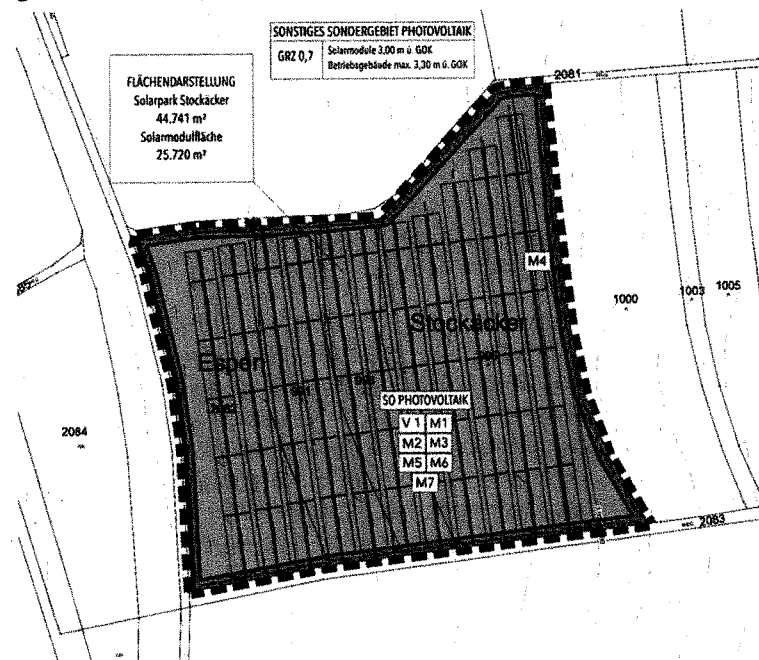 SONSTIGES SONDERGEBIET PHOTOVOLTAIK
GRZ 0,7
Solarmodule 3,00 m ü. GOK
Betriebsgebäude max. 3,30 m ü. GOK
FLÄCHENDARSTELLUNG
Solarpark Stockäcker
44.741 m²
Solarmodulfläche
25.720 m²
2081
M4
1000
1003
1005
Stockäcker
Espen
2084
SO PHOTOVOLTAIK
V 1 M1
M2 M3
M5 M6
M7
2083